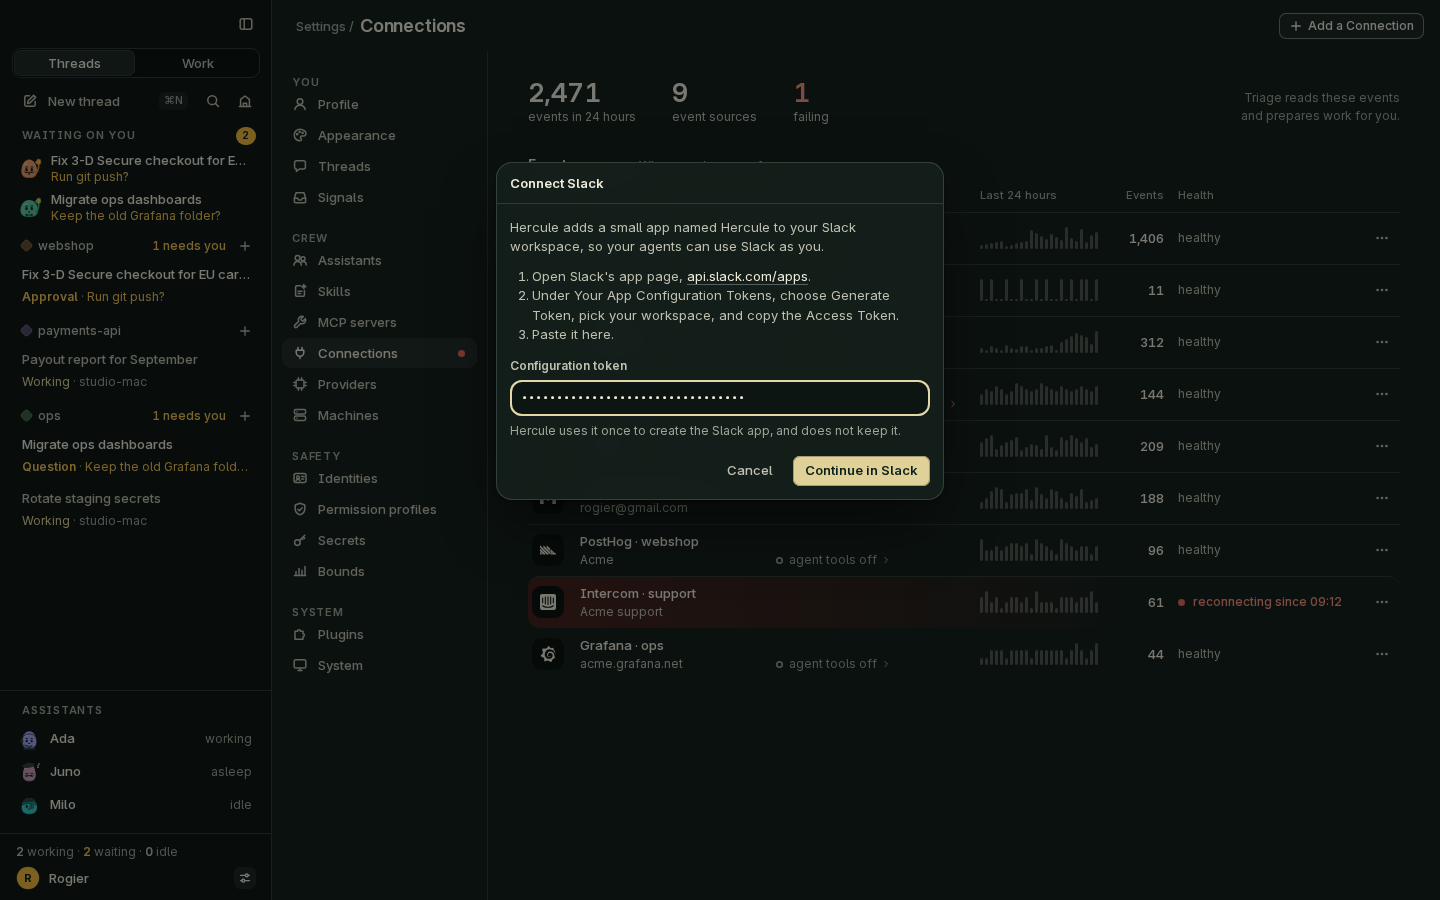 Threads
Work
New thread
⌘N
WAITING ON YOU
2
Fix 3-D Secure checkout for E...
Run git push?
Migrate ops dashboards
Keep the old Grafana folder?
webshop
1 needs you
Fix 3-D Secure checkout for EU car...
Approval · Run git push?
payments-api
Payout report for September
Working · studio-mac
ops
1 needs you
Migrate ops dashboards
Question · Keep the old Grafana fold...
Rotate staging secrets
Working · studio-mac
ASSISTANTS
Ada
working
Juno
asleep
Milo
idle
2 working · 2 waiting · 0 idle
R
Rogier
Settings / Connections
Add a Connection
YOU
Profile
Appearance
Threads
Signals
CREW
Assistants
Skills
MCP servers
Connections
Providers
Machines
SAFETY
Identities
Permission profiles
Secrets
Bounds
SYSTEM
Plugins
System
2,471
events in 24 hours
9
event sources
1
failing
Triage reads these events
and prepares work for you.
Last 24 hours
Events
Health
1,406
healthy
11
healthy
312
healthy
144
healthy
209
healthy
188
healthy
Connect Slack
Hercule adds a small app named Hercule to your Slack
workspace, so your agents can use Slack as you.
1. Open Slack's app page, api.slack.com/apps.
2. Under Your App Configuration Tokens, choose Generate
Token, pick your workspace, and copy the Access Token.
3. Paste it here.
Configuration token
Hercule uses it once to create the Slack app, and does not keep it.
Cancel
Continue in Slack
rogier@gmail.com
PostHog · webshop
Acme
agent tools off
96
healthy
Intercom · support
Acme support
61
reconnecting since 09:12
Grafana · ops
acme.grafana.net
agent tools off
44
healthy